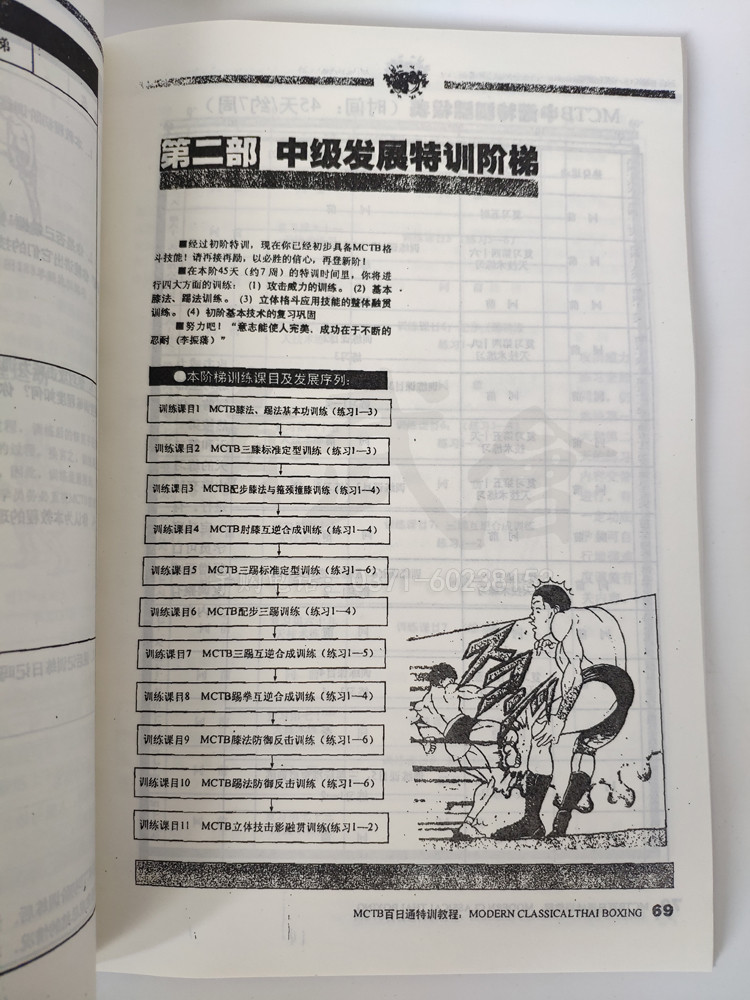 第二部 中级发展特训阶梯
■经过初阶特训，现在你已经初步具备MCTB格
斗技能！请再接再励，以必胜的信心，再登新阶！
■在本阶45天（约7周）的特训时间里，你将进
行四大方面的训练：（1）攻击威力的训练。（2）基本
膝法、踢法训练。（3）立体格斗应用技能的整体融贯
训练。（4）初阶基本技术的复习巩固
■努力吧！“意志能使人完美，成功在于不断的
忍耐（李振藩）”
●本阶梯训练课目及发展序列：
训练课目1 MCTB膝法、踢法基本功训练（练习1—3）
训练课目2 MCTB三膝标准定型训练（练习1—3）
训练课目3 MCTB配步膝法与箍颈撞膝训练（练习1—4）
训练课目4 MCTB肘膝互逆合成训练（练习1—4）
训练课目5 MCTB三踢标准定型训练（练习1—6）
训练课目6 MCTB配步三踢训练（练习1—4）
训练课目7 MCTB三踢互逆合成训练（练习1—5）
训练课目8 MCTB踢拳互逆合成训练（练习1—4）
训练课目9 MCTB膝法防御反击训练（练习1—6）
训练课目10 MCTB踢法防御反击训练（练习1—6）
训练课目11 MCTB立体技击影融贯训练(练习1—2）
MCTB百日通特训教程，MODERN CLASSICALTHAI BOXING 69